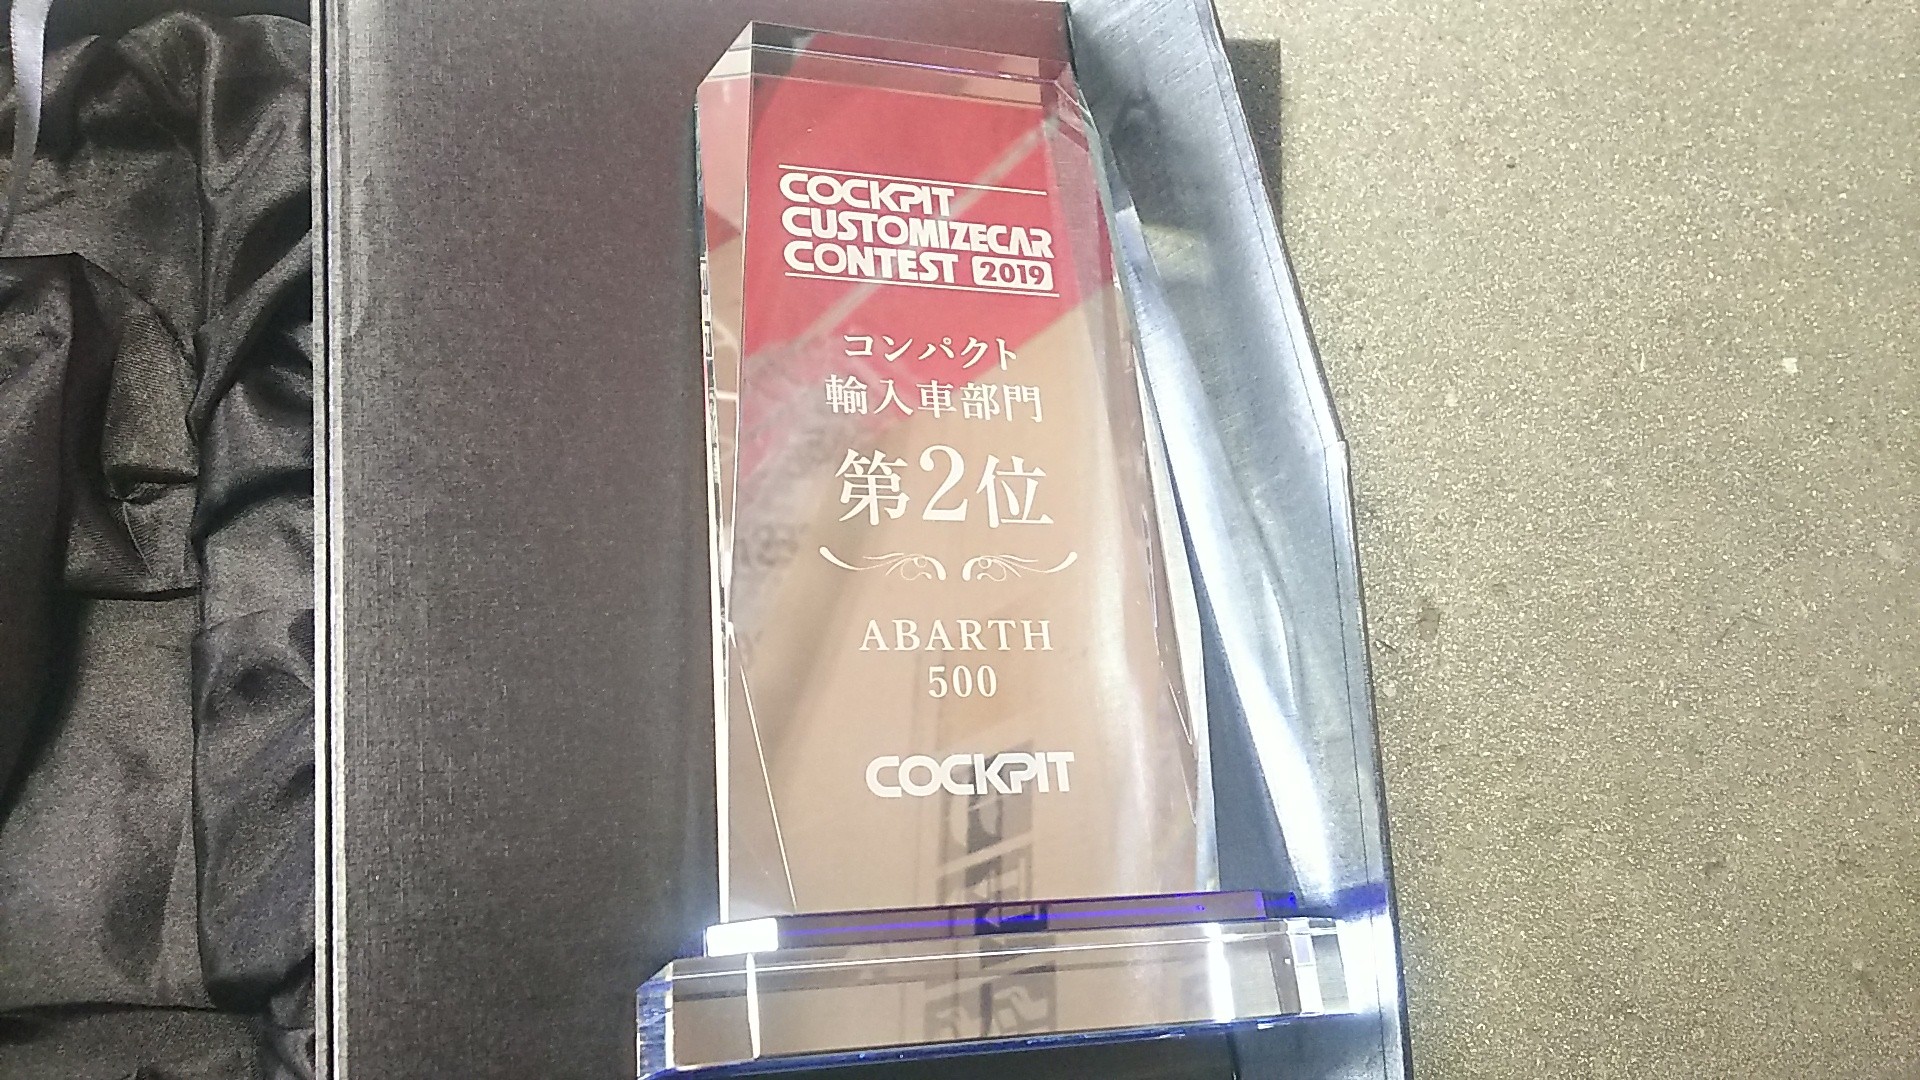 COCKPIT
CUSTOMIZECAR
CONTEST 2019
コンパクト
輸入車部門
第2位
ABARTH
500
COCKPIT